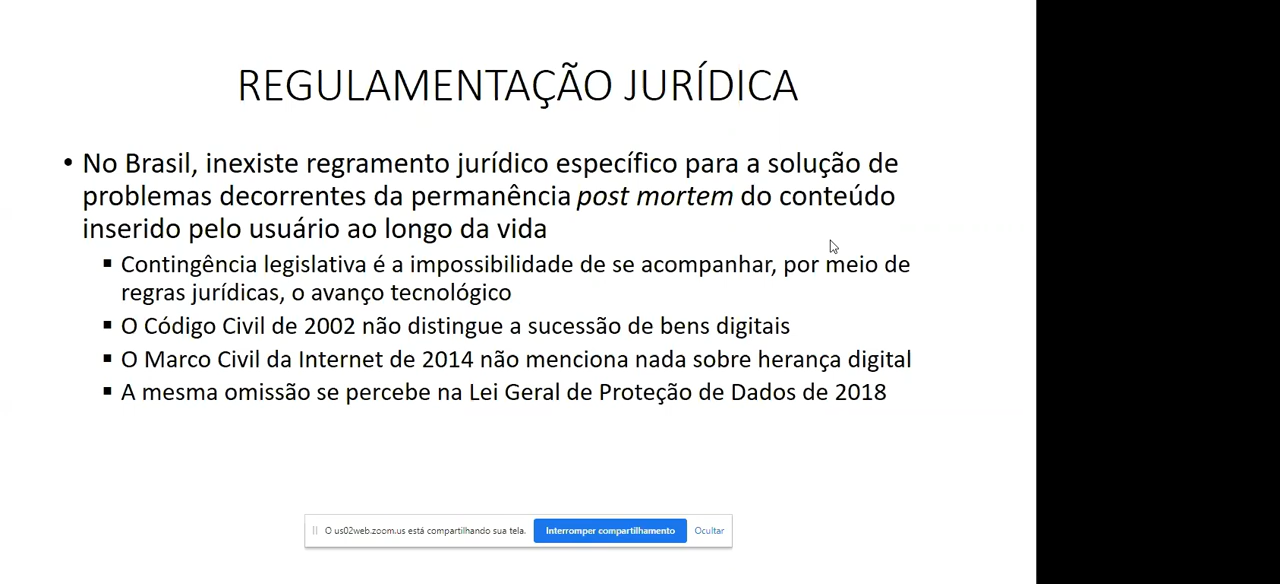 REGULAMENTAÇÃO JURÍDICA
• No Brasil, inexiste regramento jurídico específico para a solução de
problemas decorrentes da permanência post mortem do conteúdo
inserido pelo usuário ao longo da vida
▪ Contingência legislativa é a impossibilidade de se acompanhar, por meio de
regras jurídicas, o avanço tecnológico
▪ O Código Civil de 2002 não distingue a sucessão de bens digitais
▪ O Marco Civil da Internet de 2014 não menciona nada sobre herança digital
▪ A mesma omissão se percebe na Lei Geral de Proteção de Dados de 2018
O us02web.zoom.us está compartilhando sua tela. Interromper compartilhamento Ocultar